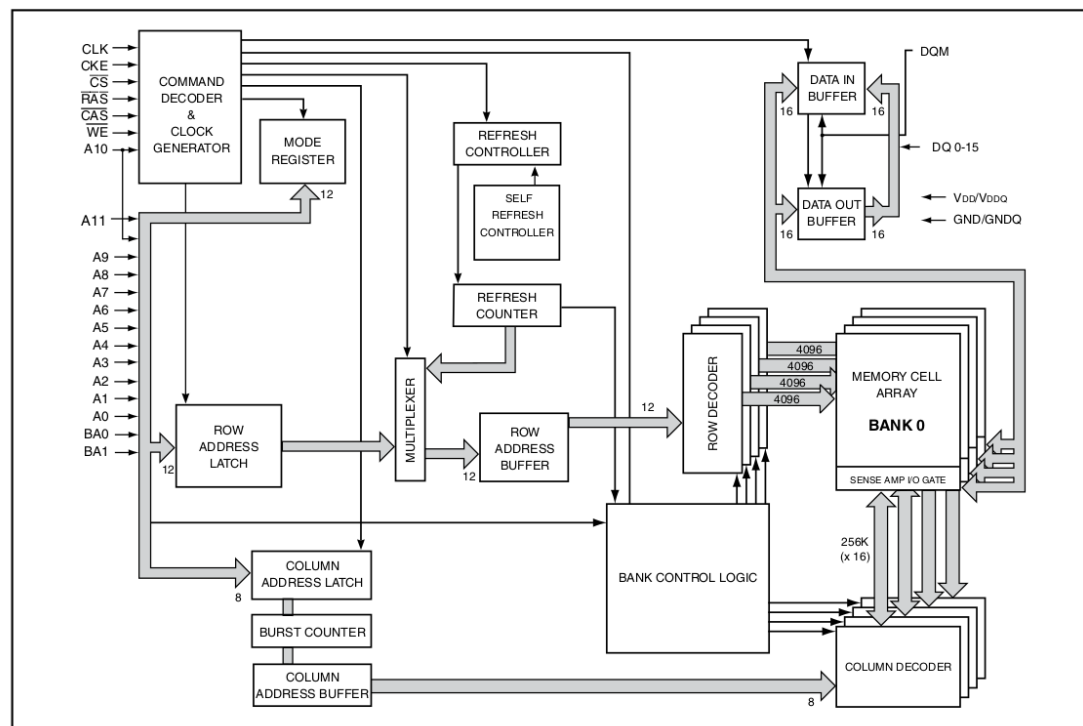 CLK
CKE
CS
RAS
CAS
WE
A10
A11
A9
A8
A7
A6
A5
A4
A3
A2
A1
A0
BA0
BA1
COMMAND
DECODER
&
CLOCK
GENERATOR
MODE
REGISTER
12
REFRESH
CONTROLLER
SELF
REFRESH
CONTROLLER
REFRESH
COUNTER
DATA IN
BUFFER
16
16
DQM
DQ 0-15
VDD/VDDQ
GND/GNDQ
DATA OUT
BUFFER
16
16
12
ROW
ADDRESS
LATCH
MULTIPLEXER
12
ROW
ADDRESS
BUFFER
12
ROW DECODER
4096
4096
4096
4096
MEMORY CELL
ARRAY
BANK 0
SENSE AMP I/O GATE
256K
(x 16)
BANK CONTROL LOGIC
8
COLUMN
ADDRESS LATCH
BURST COUNTER
COLUMN
ADDRESS BUFFER
8
COLUMN DECODER